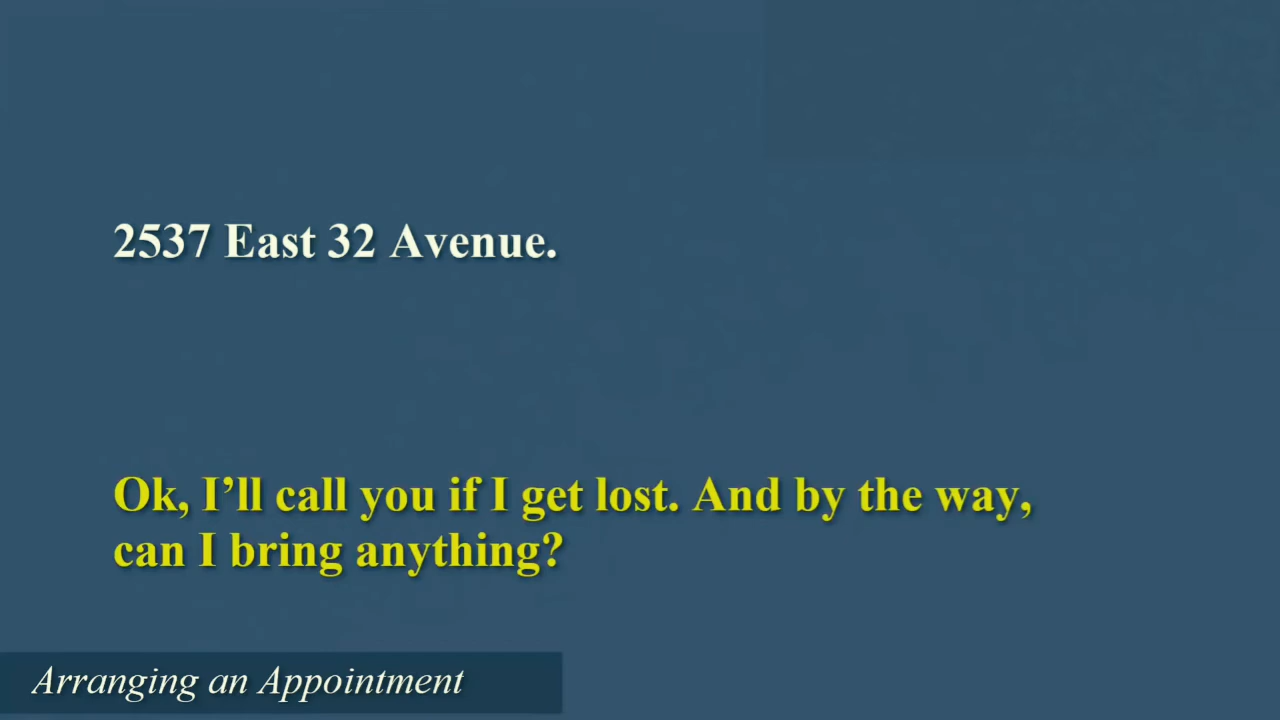 2537 East 32 Avenue.
Ok, I’ll call you if I get lost. And by the way,
can I bring anything?
Arranging an Appointment